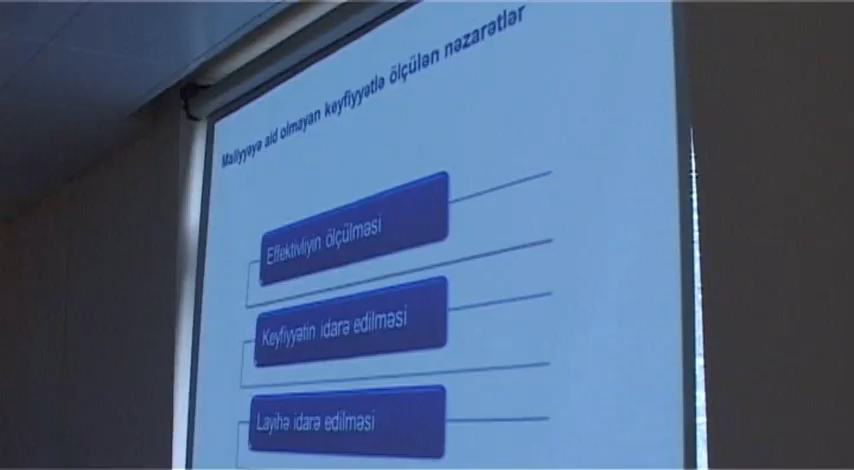 Maliyyəyə aid olmayan keyfiyyətlə ölçülən nəzarətlər
Effektivliyin ölçülməsi
Keyfiyyətin idarə edilməsi
Layihə idarə edilməsi